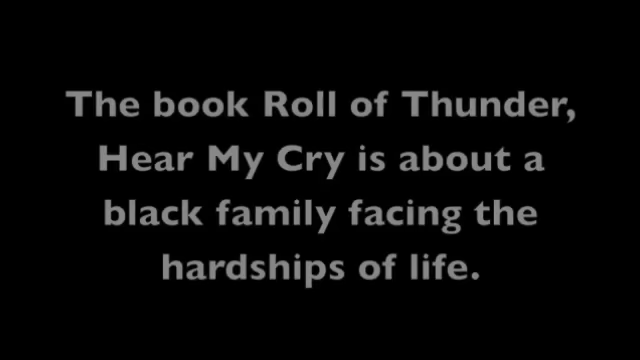 The book Roll of Thunder,
Hear My Cry is about a
black family facing the
hardships of life.